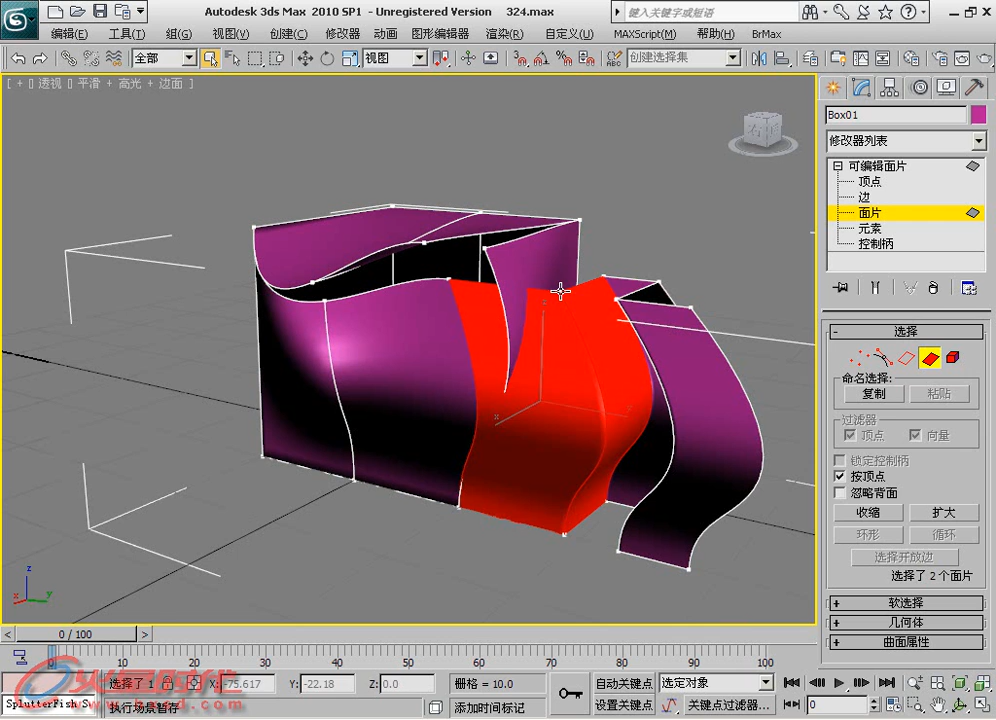 Autodesk 3ds Max 2010 SP1 - Unregistered Version 324.max
键入关键字或短语
编辑(E) 工具(T) 组(G) 视图(V) 创建(C) 修改器 动画 图形编辑器 渲染(R) 自定义(U) MAXScript(M) 帮助(H) BrMax
全部 视图 创建选择集
[ + [] 透视 [] 平滑 + 高光 + 边面 ]
Box01
修改器列表
可编辑面片
顶点
边
面片
元素
控制柄
- 选择
命名选择:
复制 粘贴
过滤器
顶点 向量
锁定控制柄
按顶点
忽略背面
收缩 扩大
环形 循环
选择开放边
选择了 2 个面片
+ 软选择
+ 几何体
+ 曲面属性
z
x y
< 0 / 100 >
0 10 20 30 40 50 60 70 80 90 100
选择了 1 X: -75.617 Y: -22.18 Z: 0.0 栅格 = 10.0 自动关键点 选定对象
SplutterFish S 执行场景暂存 添加时间标记 设置关键点 关键点过滤器... 0